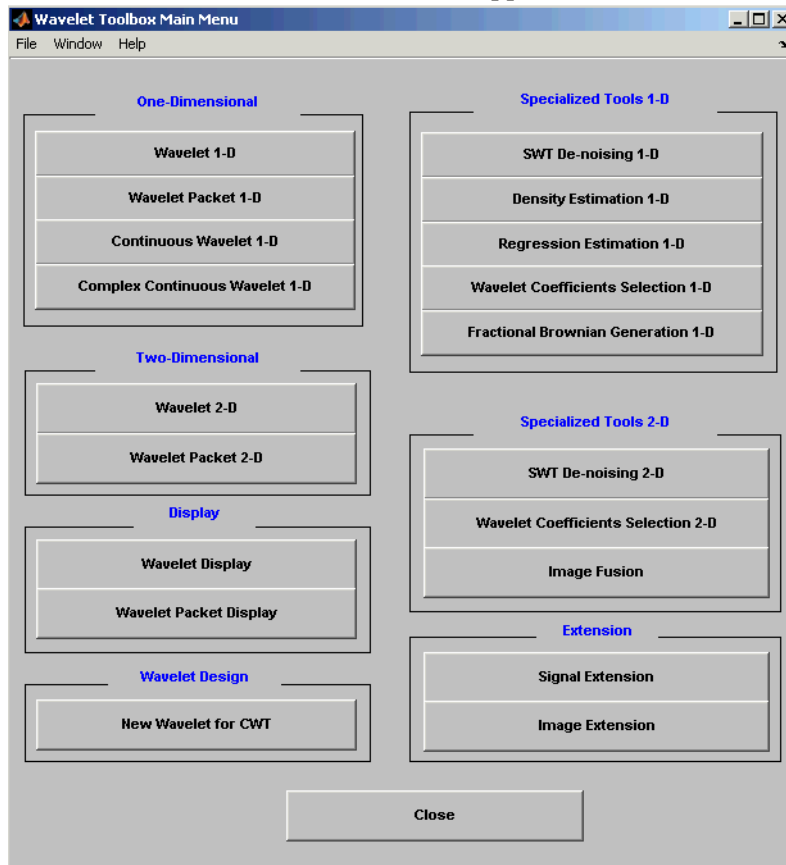 Wavelet Toolbox Main Menu
File Window Help
One-Dimensional
Wavelet 1-D
Wavelet Packet 1-D
Continuous Wavelet 1-D
Complex Continuous Wavelet 1-D
Two-Dimensional
Wavelet 2-D
Wavelet Packet 2-D
Display
Wavelet Display
Wavelet Packet Display
Wavelet Design
New Wavelet for CWT
Specialized Tools 1-D
SWT De-noising 1-D
Density Estimation 1-D
Regression Estimation 1-D
Wavelet Coefficients Selection 1-D
Fractional Brownian Generation 1-D
Specialized Tools 2-D
SWT De-noising 2-D
Wavelet Coefficients Selection 2-D
Image Fusion
Extension
Signal Extension
Image Extension
Close